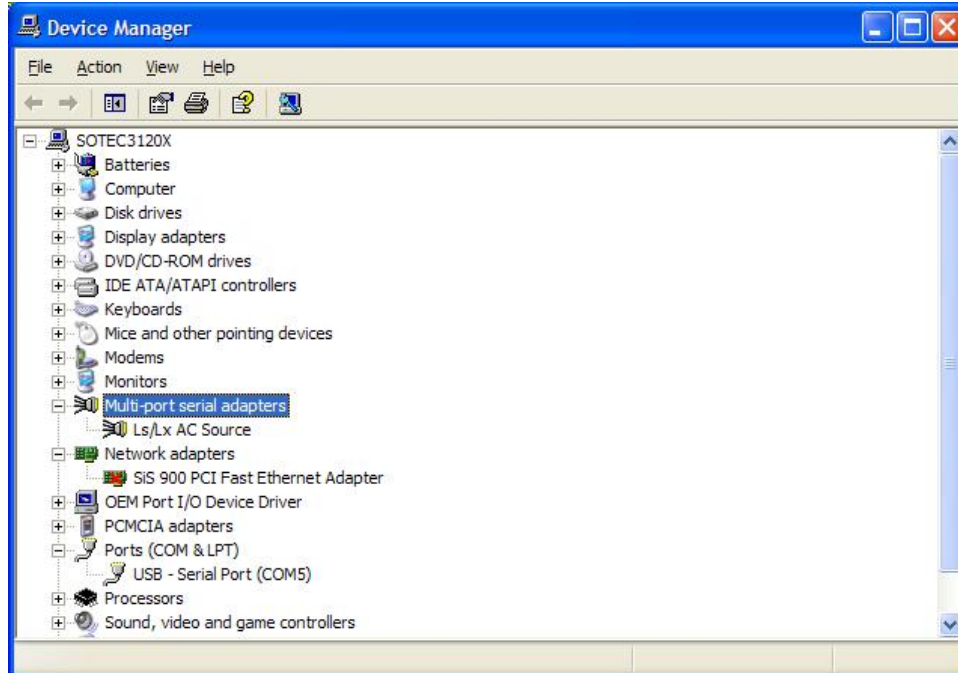 Device Manager
File Action View Help
SOTEC3120X
Batteries
Computer
Disk drives
Display adapters
DVD/CD-ROM drives
IDE ATA/ATAPI controllers
Keyboards
Mice and other pointing devices
Modems
Monitors
Multi-port serial adapters
Ls/Lx AC Source
Network adapters
SiS 900 PCI Fast Ethernet Adapter
OEM Port I/O Device Driver
PCMCIA adapters
Ports (COM & LPT)
USB - Serial Port (COM5)
Processors
Sound, video and game controllers